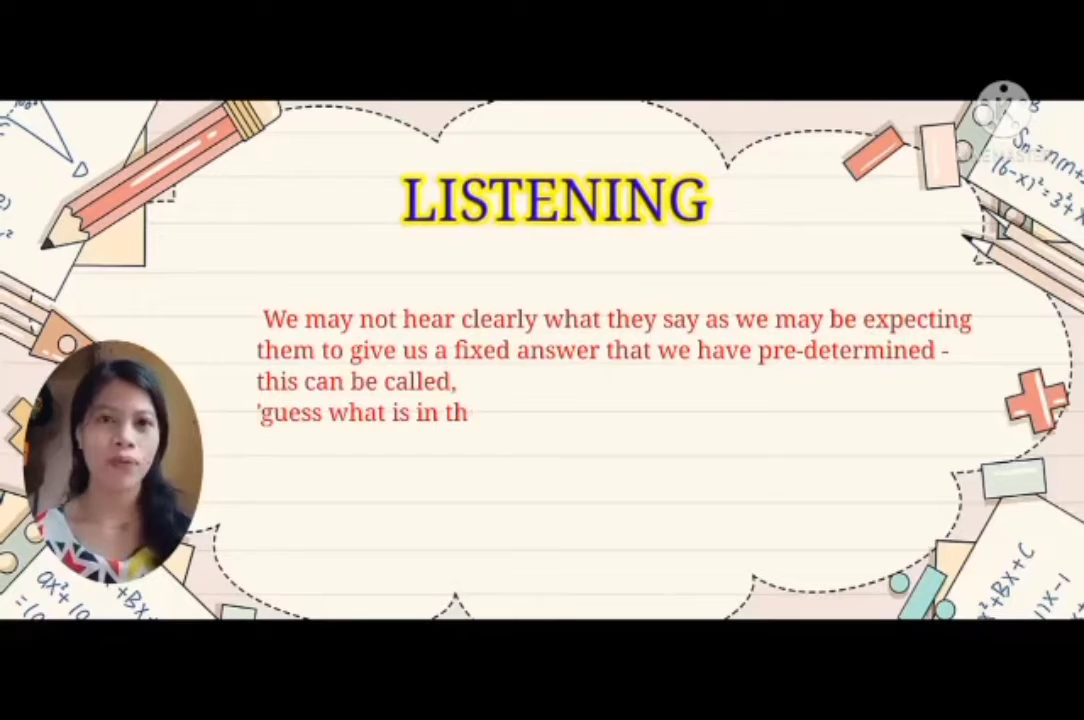 LISTENING
We may not hear clearly what they say as we may be expecting
them to give us a fixed answer that we have pre-determined -
this can be called,
'guess what is in th